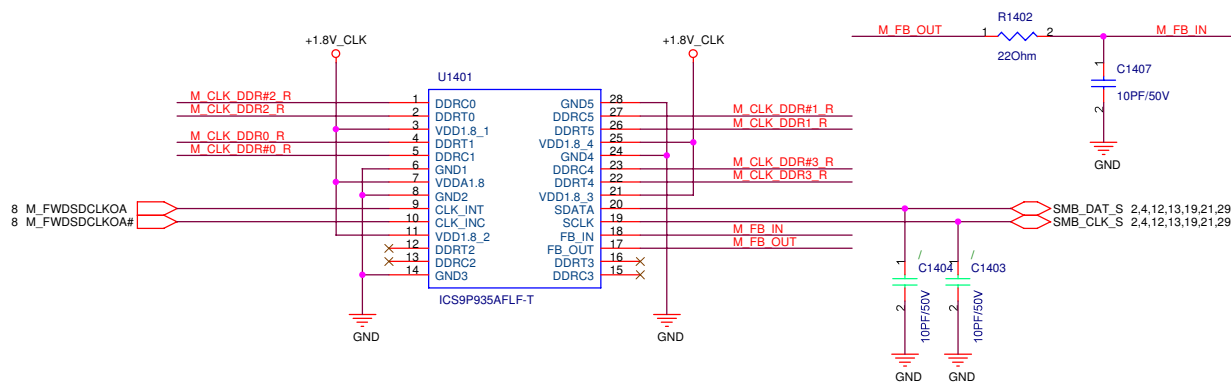 R1402
M_FB_OUT 1 2 M_FB_IN
22Ohm
1 C1407
10PF/50V
2
GND
+1.8V_CLK +1.8V_CLK
U1401
M_CLK_DDR#2_R 1 DDRC0 GND5 28
M_CLK_DDR2_R 2 DDRT0 DDRC5 27 M_CLK_DDR#1_R
3 VDD1.8_1 DDRT5 26 M_CLK_DDR1_R
M_CLK_DDR0_R 4 DDRT1 VDD1.8_4 25
M_CLK_DDR#0_R 5 DDRC1 GND4 24
6 GND1 DDRC4 23 M_CLK_DDR#3_R
7 VDDA1.8 DDRT4 22 M_CLK_DDR3_R
8 GND2 VDD1.8_3 21
8 M_FWDSDCLKOA 9 CLK_INT SDATA 20 SMB_DAT_S 2,4,12,13,19,21,29
8 M_FWDSDCLKOA# 10 CLK_INC SCLK 19 SMB_CLK_S 2,4,12,13,19,21,29
11 VDD1.8_2 FB_IN 18 M_FB_IN
12 DDRT2 FB_OUT 17 M_FB_OUT
13 DDRC2 DDRT3 16
14 GND3 DDRC3 15
ICS9P935AFLF-T
GND GND
1 / C1404 1 / C1403
2 10PF/50V 2 10PF/50V
GND GND